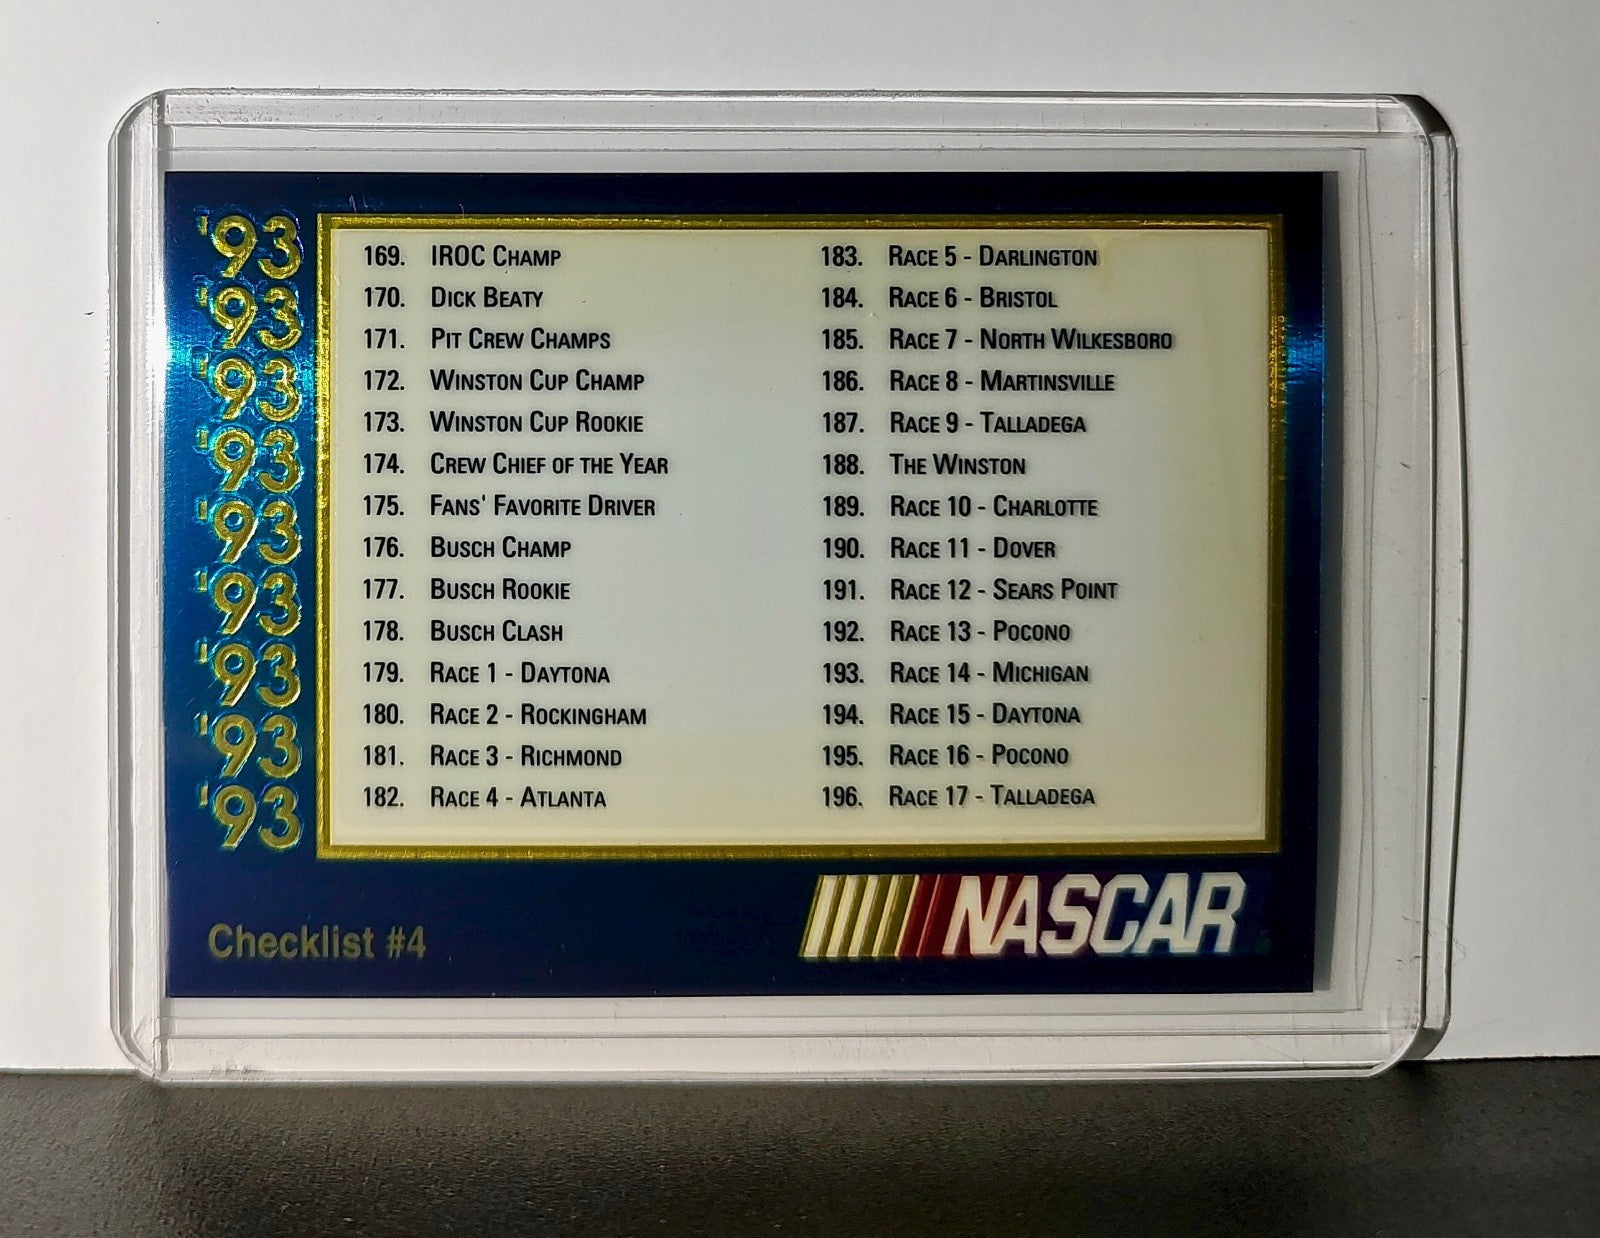 '93
'93
'93
'93
'93
'93
'93
'93
'93
169. IROC CHAMP
170. DICK BEATY
171. PIT CREW CHAMPS
172. WINSTON CUP CHAMP
173. WINSTON CUP ROOKIE
174. CREW CHIEF OF THE YEAR
175. FANS' FAVORITE DRIVER
176. BUSCH CHAMP
177. BUSCH ROOKIE
178. BUSCH CLASH
179. RACE 1 - DAYTONA
180. RACE 2 - ROCKINGHAM
181. RACE 3 - RICHMOND
182. RACE 4 - ATLANTA
183. RACE 5 - DARLINGTON
184. RACE 6 - BRISTOL
185. RACE 7 - NORTH WILKESBORO
186. RACE 8 - MARTINSVILLE
187. RACE 9 - TALLADEGA
188. THE WINSTON
189. RACE 10 - CHARLOTTE
190. RACE 11 - DOVER
191. RACE 12 - SEARS POINT
192. RACE 13 - POCONO
193. RACE 14 - MICHIGAN
194. RACE 15 - DAYTONA
195. RACE 16 - POCONO
196. RACE 17 - TALLADEGA
Checklist #4
NASCAR